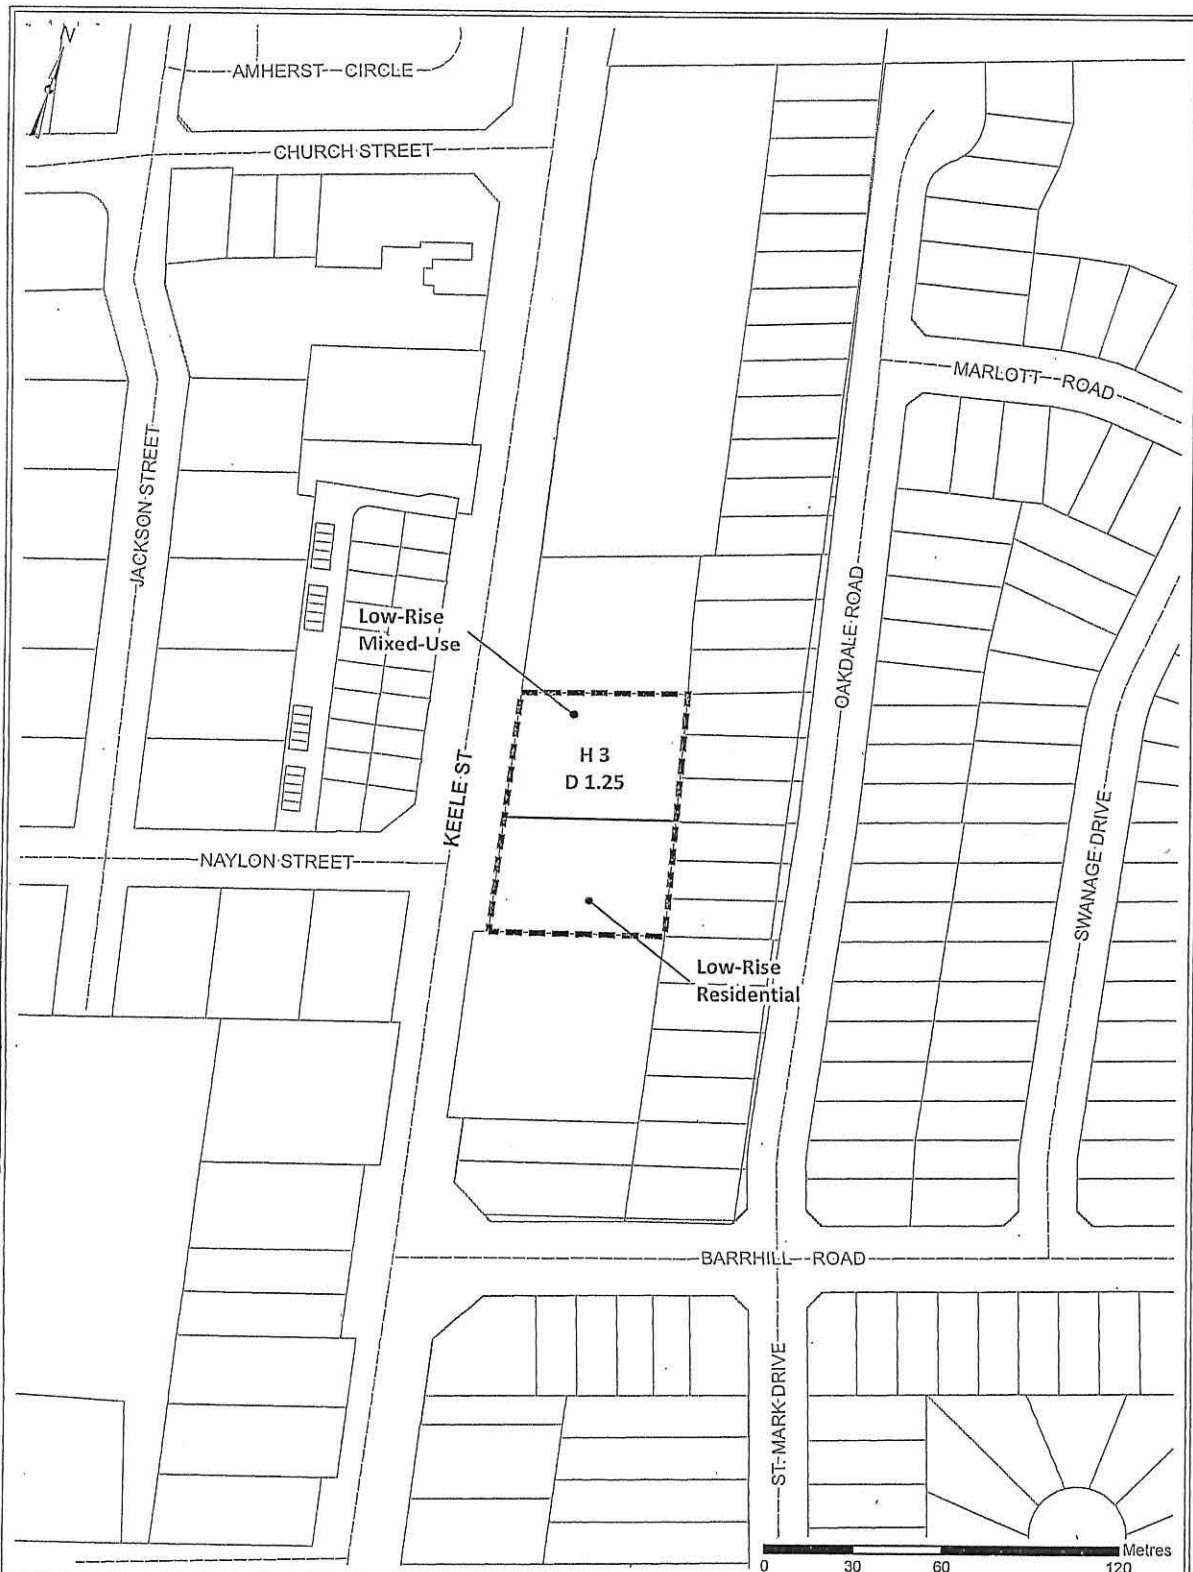 N
AMHERST CIRCLE
CHURCH STREET
MARLOTT ROAD
JACKSON STREET
Low-Rise
Mixed-Use
OAKDALE ROAD
H 3
D 1.25
KEELE ST
NAYLON STREET
SWANAGE DRIVE
Low-Rise
Residential
BARRHILL ROAD
ST. MARK DRIVE
Metres
0 30 60 120